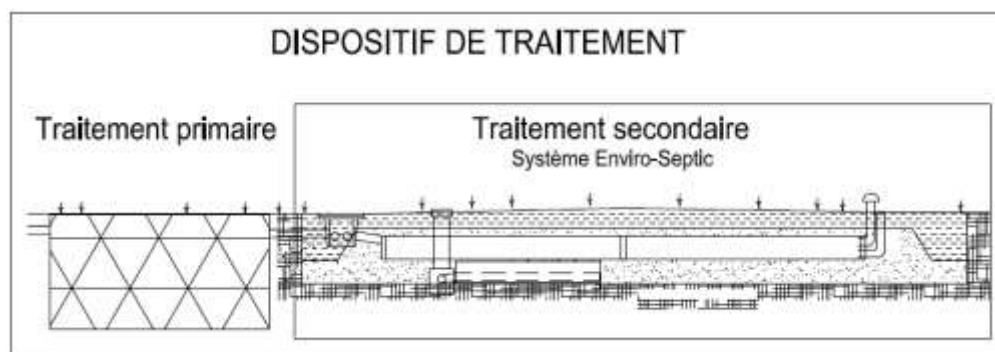 DISPOSITIF DE TRAITEMENT
Traitement primaire
Traitement secondaire
Système Enviro-Septic